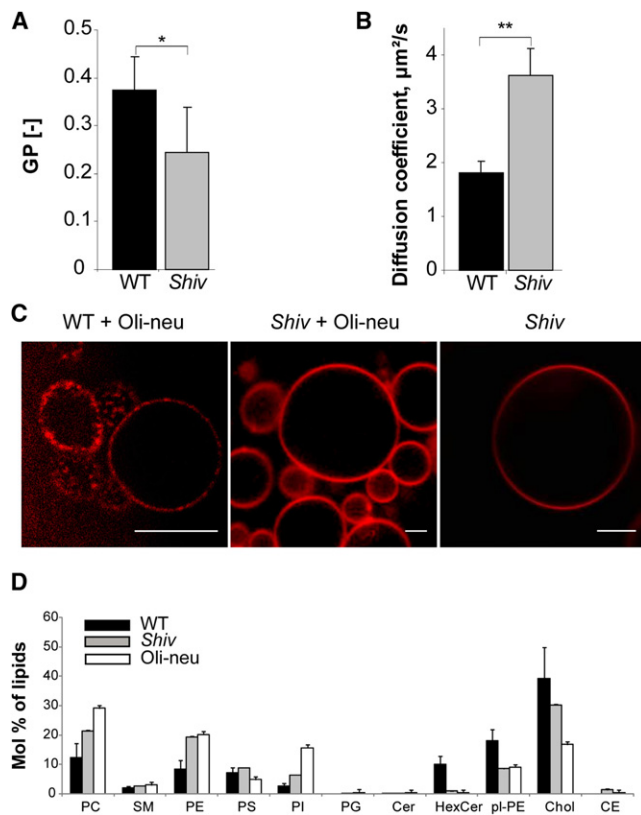 A
0.5
*
0.4
0.3
GP [-]
0.2
0.1
0
WT Shiv
B
Diffusion coefficient, μm²/s
**
4
2
0
WT Shiv
C
WT + Oli-neu Shiv + Oli-neu Shiv
D
Mol % of lipids
60
50
40
30
20
10
0
WT
Shiv
Oli-neu
PC SM PE PS PI PG Cer HexCer pl-PE Chol CE